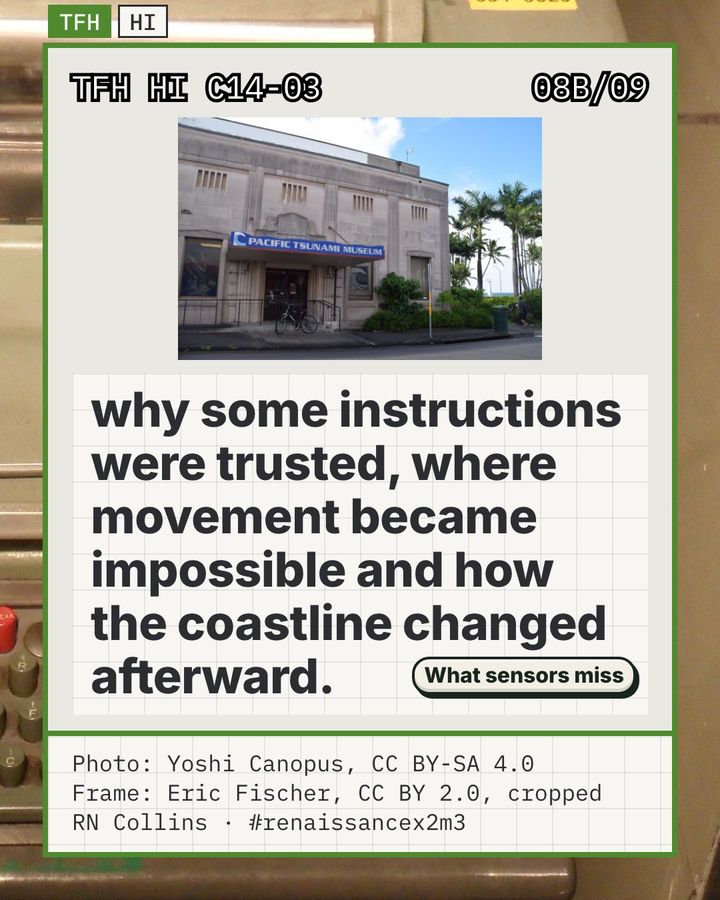 TFH HI
TFH HI C14-03
08B/09
PACIFIC TSUNAMI MUSEUM
why some instructions
were trusted, where
movement became
impossible and how
the coastline changed
afterward.
What sensors miss
Photo: Yoshi Canopus, CC BY-SA 4.0
Frame: Eric Fischer, CC BY 2.0, cropped
RN Collins · #renaissancex2m3